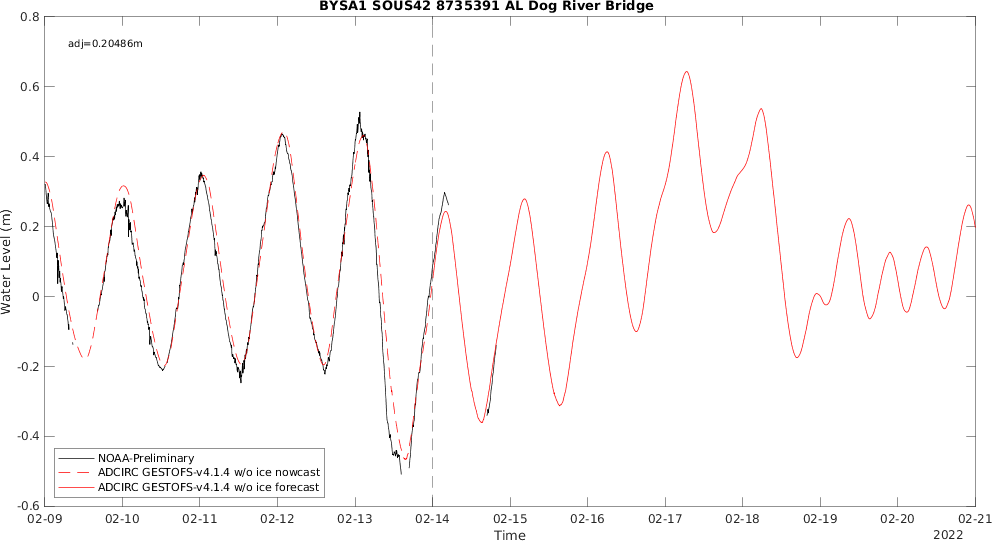 BYSA1 SOUS42 8735391 AL Dog River Bridge
adj=0.20486m
Water Level (m)
0.8
0.6
0.4
0.2
0
-0.2
-0.4
-0.6
NOAA-Preliminary
ADCIRC GESTOFS-v4.1.4 w/o ice nowcast
ADCIRC GESTOFS-v4.1.4 w/o ice forecast
02-09 02-10 02-11 02-12 02-13 02-14 02-15 02-16 02-17 02-18 02-19 02-20 02-21
Time
2022